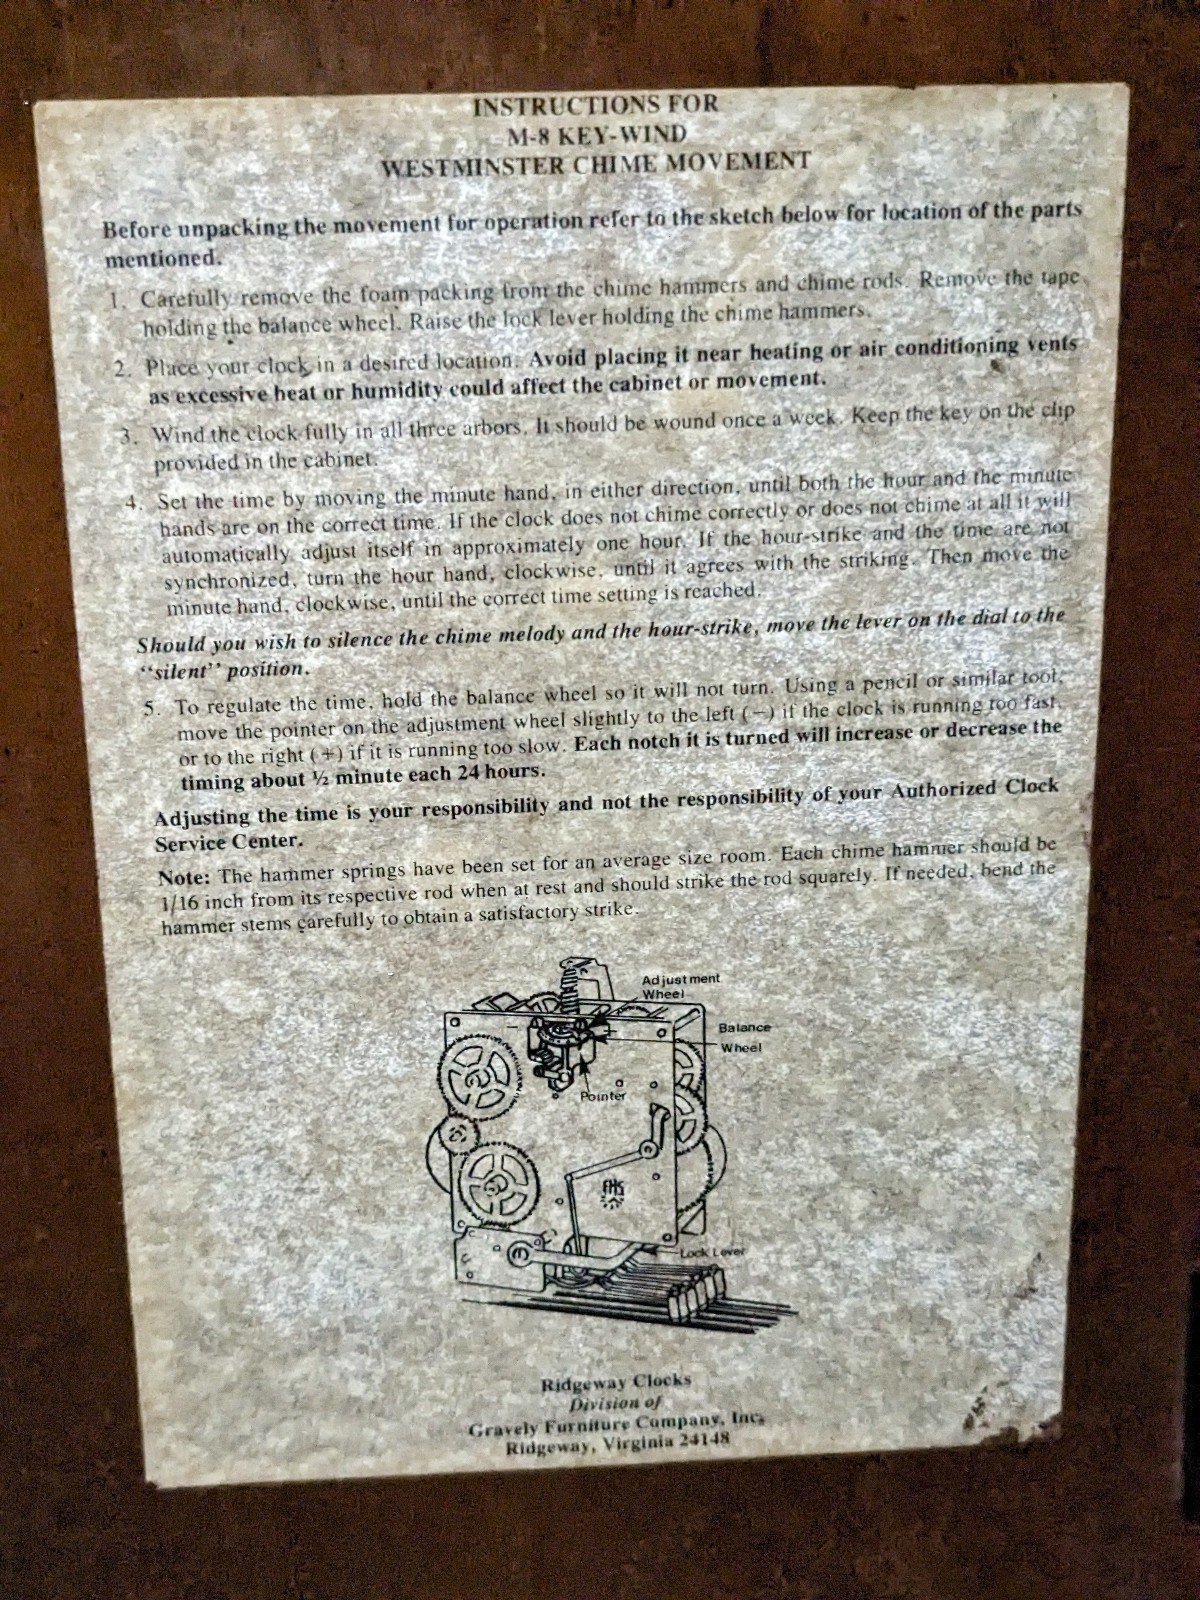 INSTRUCTIONS FOR
M-8 KEY-WIND
WESTMINSTER CHIME MOVEMENT
Before unpacking the movement for operation refer to the sketch below for location of the parts
mentioned.
1. Carefully remove the foam packing from the chime hammers and chime rods. Remove the tape
holding the balance wheel. Raise the lock lever holding the chime hammers.
2. Place your clock in a desired location. Avoid placing it near heating or air conditioning vents
as excessive heat or humidity could affect the cabinet or movement.
3. Wind the clock fully in all three arbors. It should be wound once a week. Keep the key on the clip
provided in the cabinet.
4. Set the time by moving the minute hand, in either direction, until both the hour and the minute
hands are on the correct time. If the clock does not chime correctly or does not chime at all it will
automatically adjust itself in approximately one hour. If the hour-strike and the time are not
synchronized, turn the hour hand, clockwise, until it agrees with the striking. Then move the
minute hand, clockwise, until the correct time setting is reached.
Should you wish to silence the chime melody and the hour-strike, move the lever on the dial to the
"silent" position.
5. To regulate the time, hold the balance wheel so it will not turn. Using a pencil or similar tool,
move the pointer on the adjustment wheel slightly to the left (−) if the clock is running too fast,
or to the right (+) if it is running too slow. Each notch it is turned will increase or decrease the
timing about ½ minute each 24 hours.
Adjusting the time is your responsibility and not the responsibility of your Authorized Clock
Service Center.
Note: The hammer springs have been set for an average size room. Each chime hammer should be
1/16 inch from its respective rod when at rest and should strike the rod squarely. If needed, bend the
hammer stems carefully to obtain a satisfactory strike.
Adjustment
Wheel
− +
Balance
Wheel
Pointer
Lock Lever
Ridgeway Clocks
Division of
Gravely Furniture Company, Inc.
Ridgeway, Virginia 24148